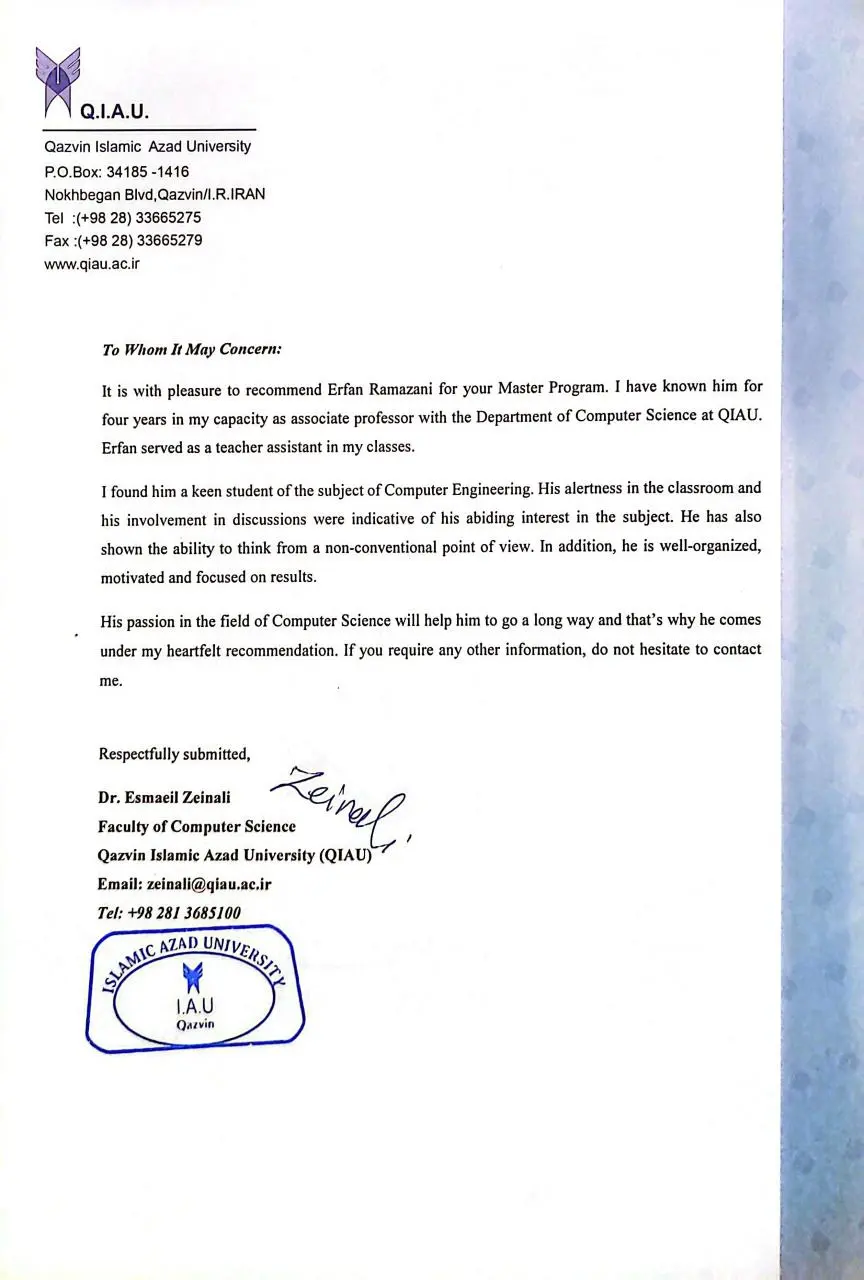 Q.I.A.U.
Qazvin Islamic Azad University
P.O.Box: 34185 -1416
Nokhbegan Blvd,Qazvin/I.R.IRAN
Tel :(+98 28) 33665275
Fax :(+98 28) 33665279
www.qiau.ac.ir
To Whom It May Concern:
It is with pleasure to recommend Erfan Ramazani for your Master Program. I have known him for
four years in my capacity as associate professor with the Department of Computer Science at QIAU.
Erfan served as a teacher assistant in my classes.
I found him a keen student of the subject of Computer Engineering. His alertness in the classroom and
his involvement in discussions were indicative of his abiding interest in the subject. He has also
shown the ability to think from a non-conventional point of view. In addition, he is well-organized,
motivated and focused on results.
His passion in the field of Computer Science will help him to go a long way and that's why he comes
under my heartfelt recommendation. If you require any other information, do not hesitate to contact
me.
Respectfully submitted,
Zeinali
Dr. Esmaeil Zeinali
Faculty of Computer Science
Qazvin Islamic Azad University (QIAU)
Email: zeinali@qiau.ac.ir
Tel: +98 281 3685100
ISLAMIC AZAD UNIVERSITY
I.A.U
Qazvin